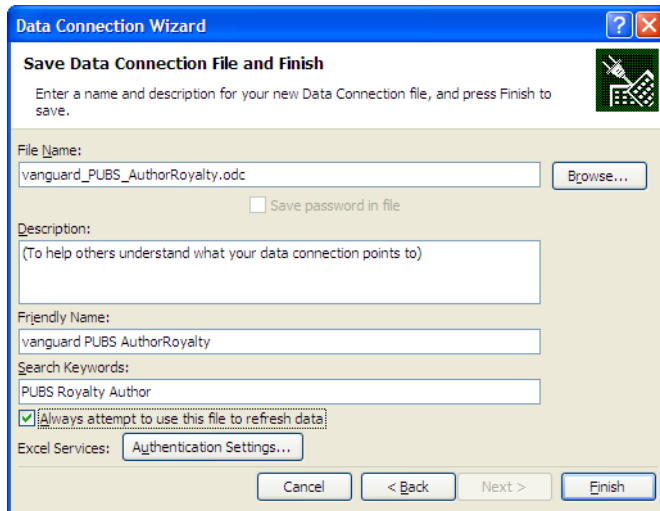 Data Connection Wizard
Save Data Connection File and Finish
Enter a name and description for your new Data Connection file, and press Finish to
save.
File Name:
vanguard_PUBS_AuthorRoyalty.odc
Browse...
Save password in file
Description:
(To help others understand what your data connection points to)
Friendly Name:
vanguard PUBS AuthorRoyalty
Search Keywords:
PUBS Royalty Author
Always attempt to use this file to refresh data
Excel Services: Authentication Settings...
Cancel < Back Next > Finish